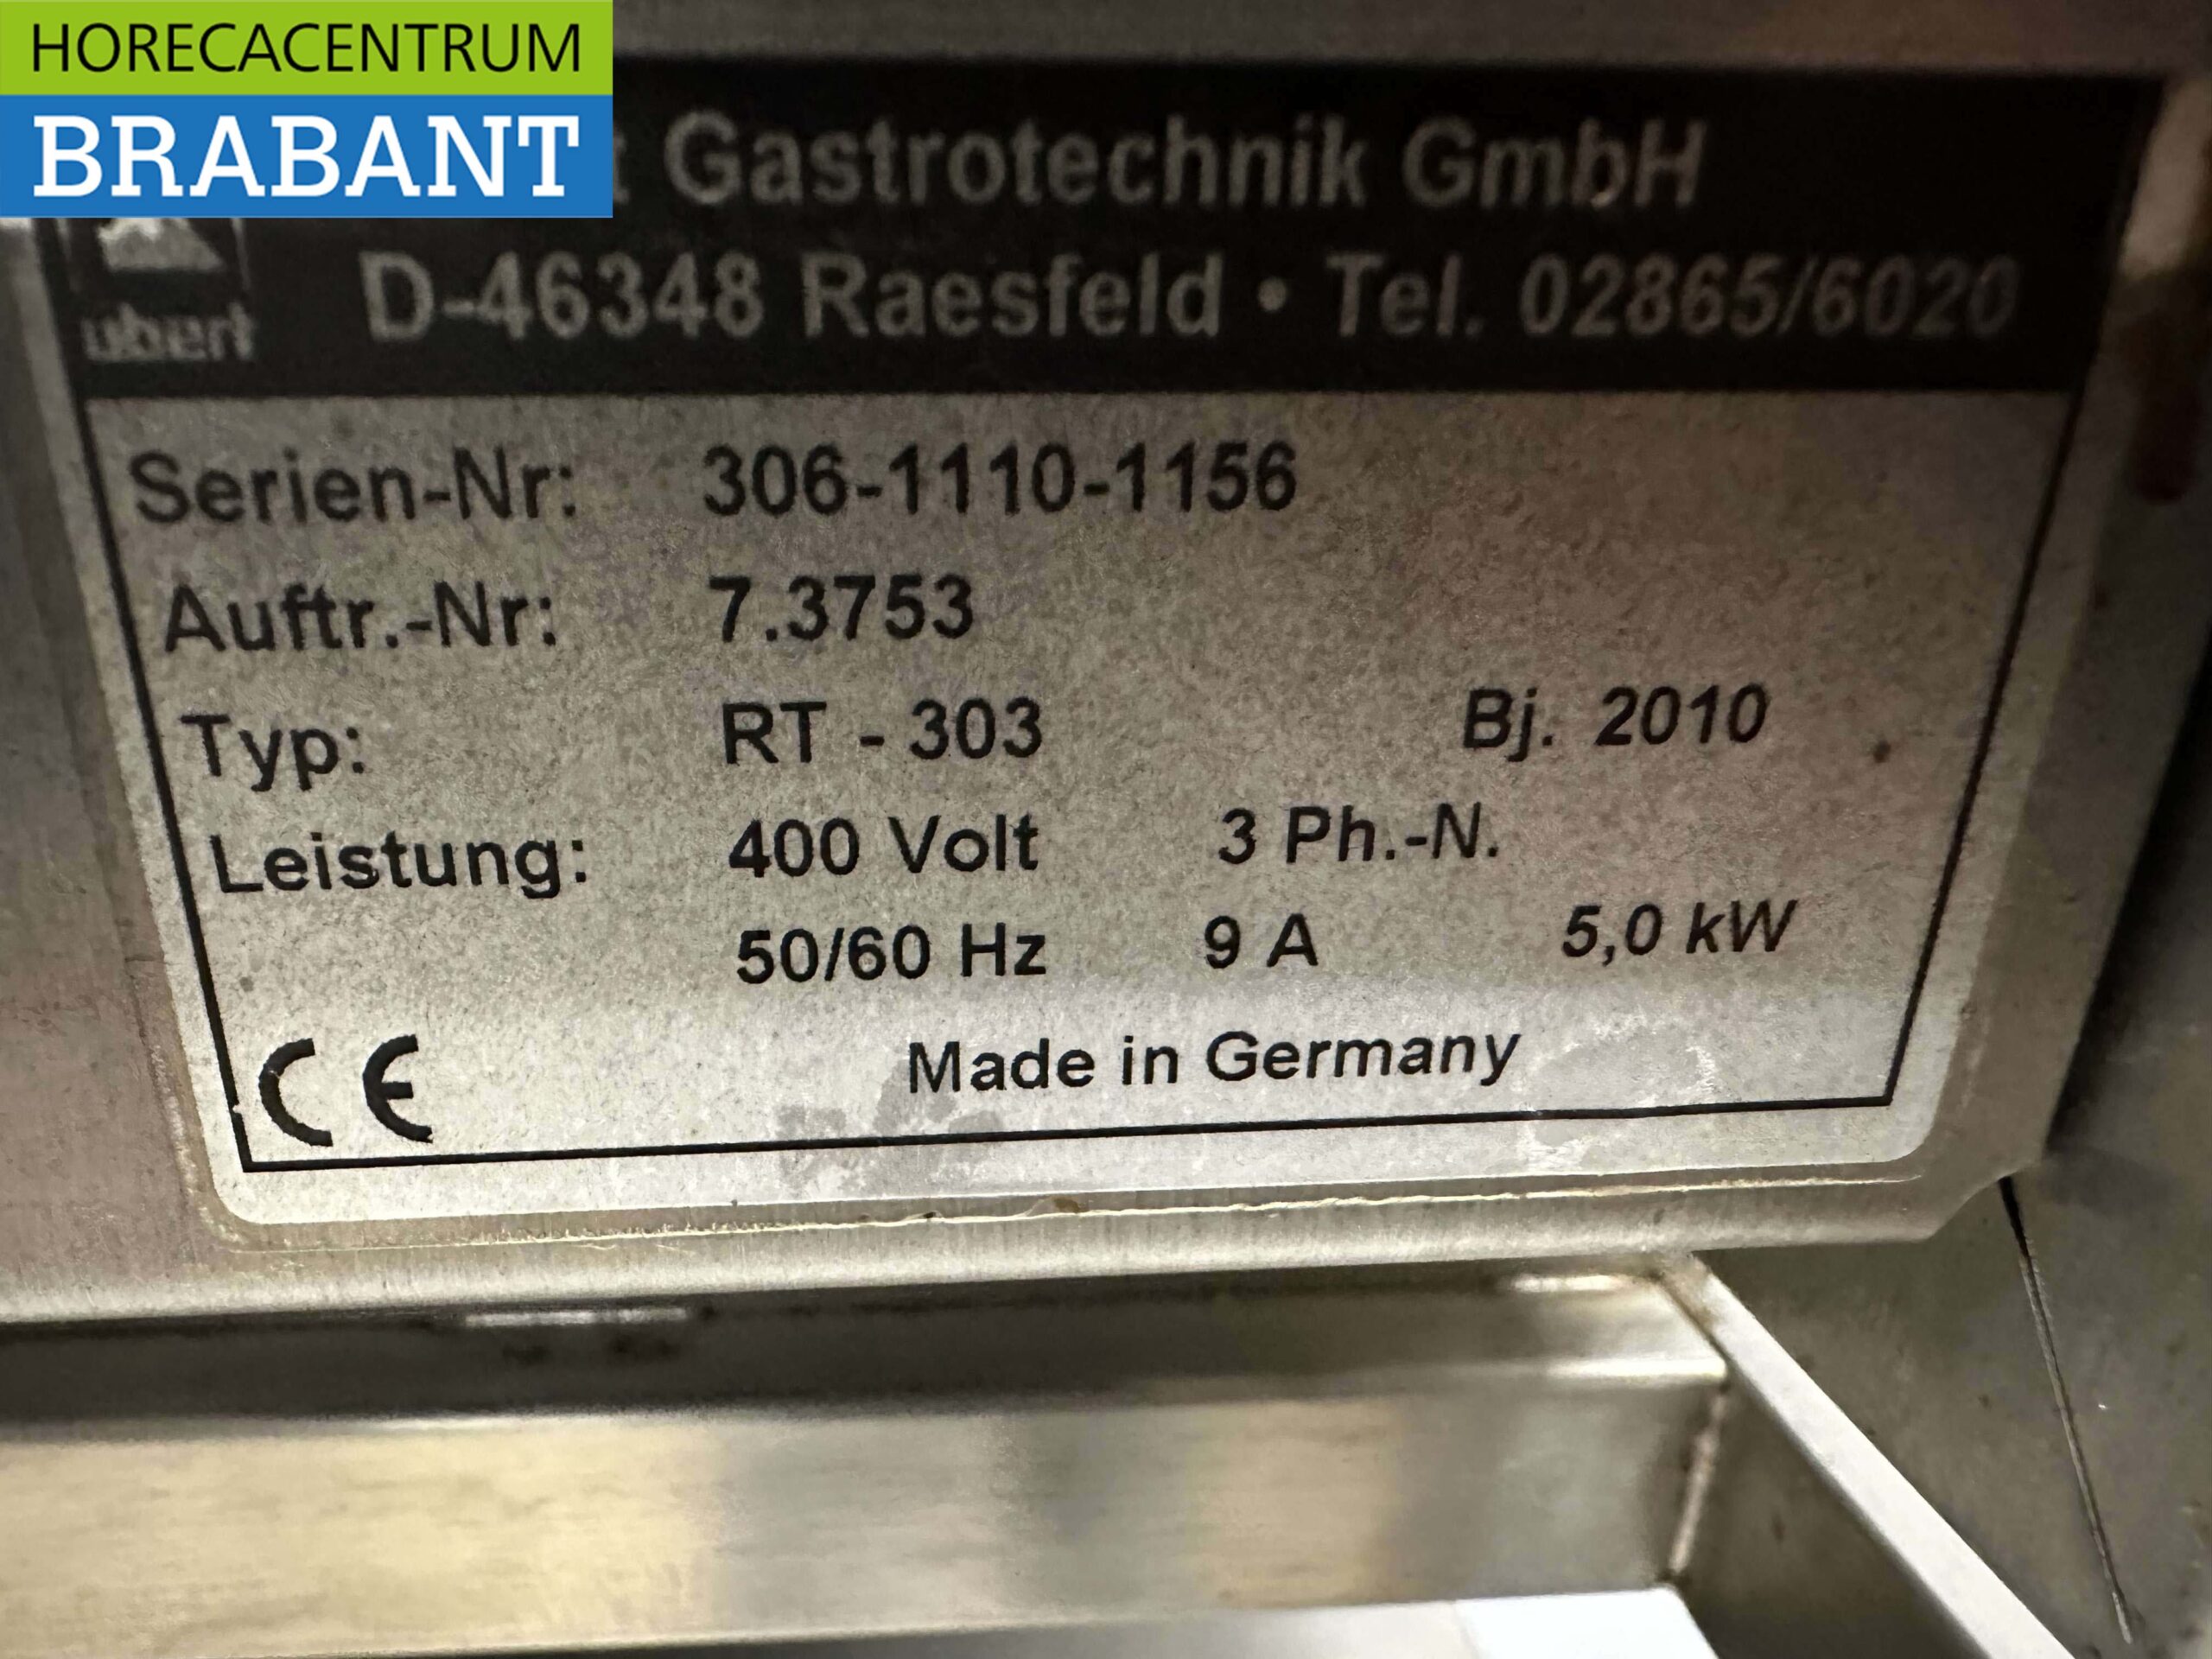 HORECACENTRUM
BRABANT
Gastrotechnik GmbH
ubert
D-46348 Raesfeld • Tel. 02865/6020
Serien-Nr: 306-1110-1156
Auftr.-Nr: 7.3753
Typ: RT - 303 Bj. 2010
Leistung: 400 Volt 3 Ph.-N.
50/60 Hz 9 A 5,0 kW
CE
Made in Germany